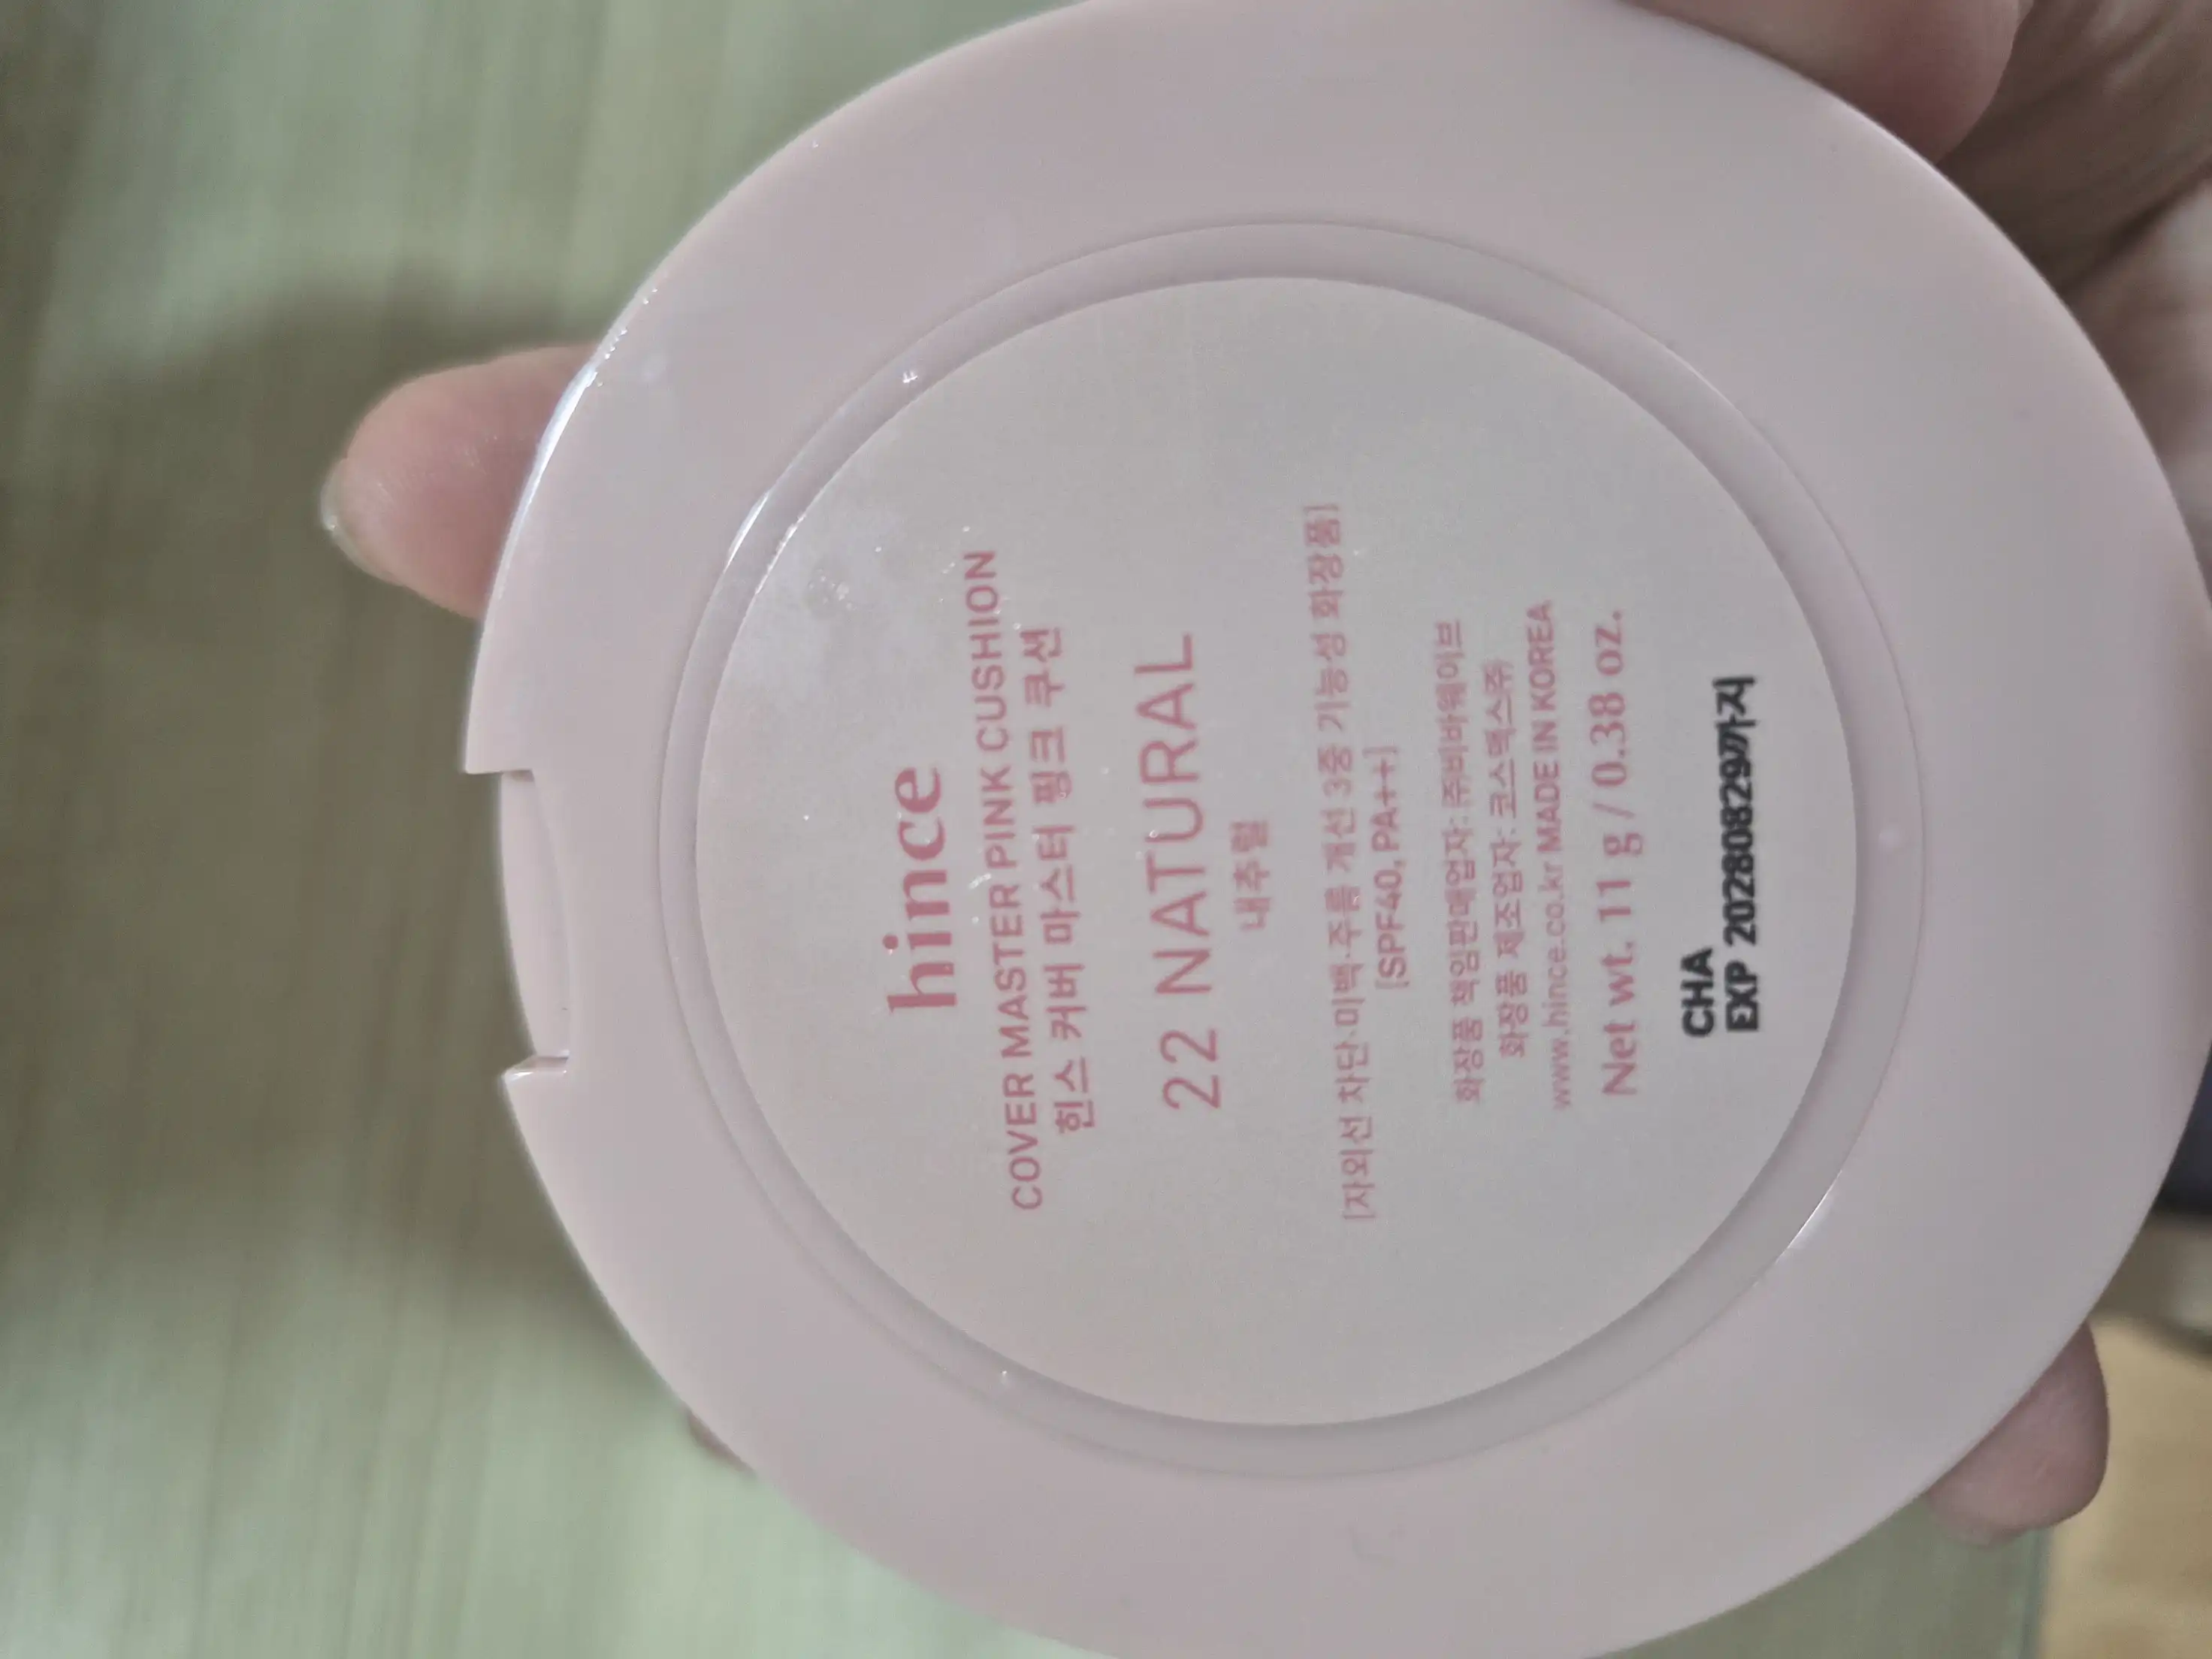 hince
COVER MASTER PINK CUSHION
힌스 커버 마스터 핑크 쿠션
22 NATURAL
내추럴
[자외선 차단·미백·주름 개선 3중 기능성 화장품]
[SPF40, PA++]
화장품 책임판매업자: ㈜비바웨이브
화장품 제조업자: 코스맥스㈜
www.hince.co.kr MADE IN KOREA
Net wt. 11 g / 0.38 oz.
CHA
EXP 20280829까지